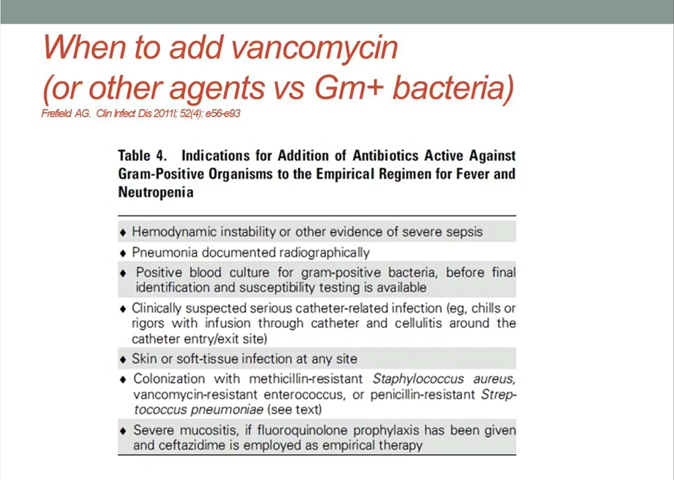 When to add vancomycin
(or other agents vs Gm+ bacteria)
Frefield AG. Clin Infect Dis 2011l; 52(4): e56-e93
Table 4. Indications for Addition of Antibiotics Active Against
Gram-Positive Organisms to the Empirical Regimen for Fever and
Neutropenia
♦ Hemodynamic instability or other evidence of severe sepsis
♦ Pneumonia documented radiographically
♦ Positive blood culture for gram-positive bacteria, before final
identification and susceptibility testing is available
♦ Clinically suspected serious catheter-related infection (eg, chills or
rigors with infusion through catheter and cellulitis around the
catheter entry/exit site)
♦ Skin or soft-tissue infection at any site
♦ Colonization with methicillin-resistant Staphylococcus aureus,
vancomycin-resistant enterococcus, or penicillin-resistant Strep-
tococcus pneumoniae (see text)
♦ Severe mucositis, if fluoroquinolone prophylaxis has been given
and ceftazidime is employed as empirical therapy